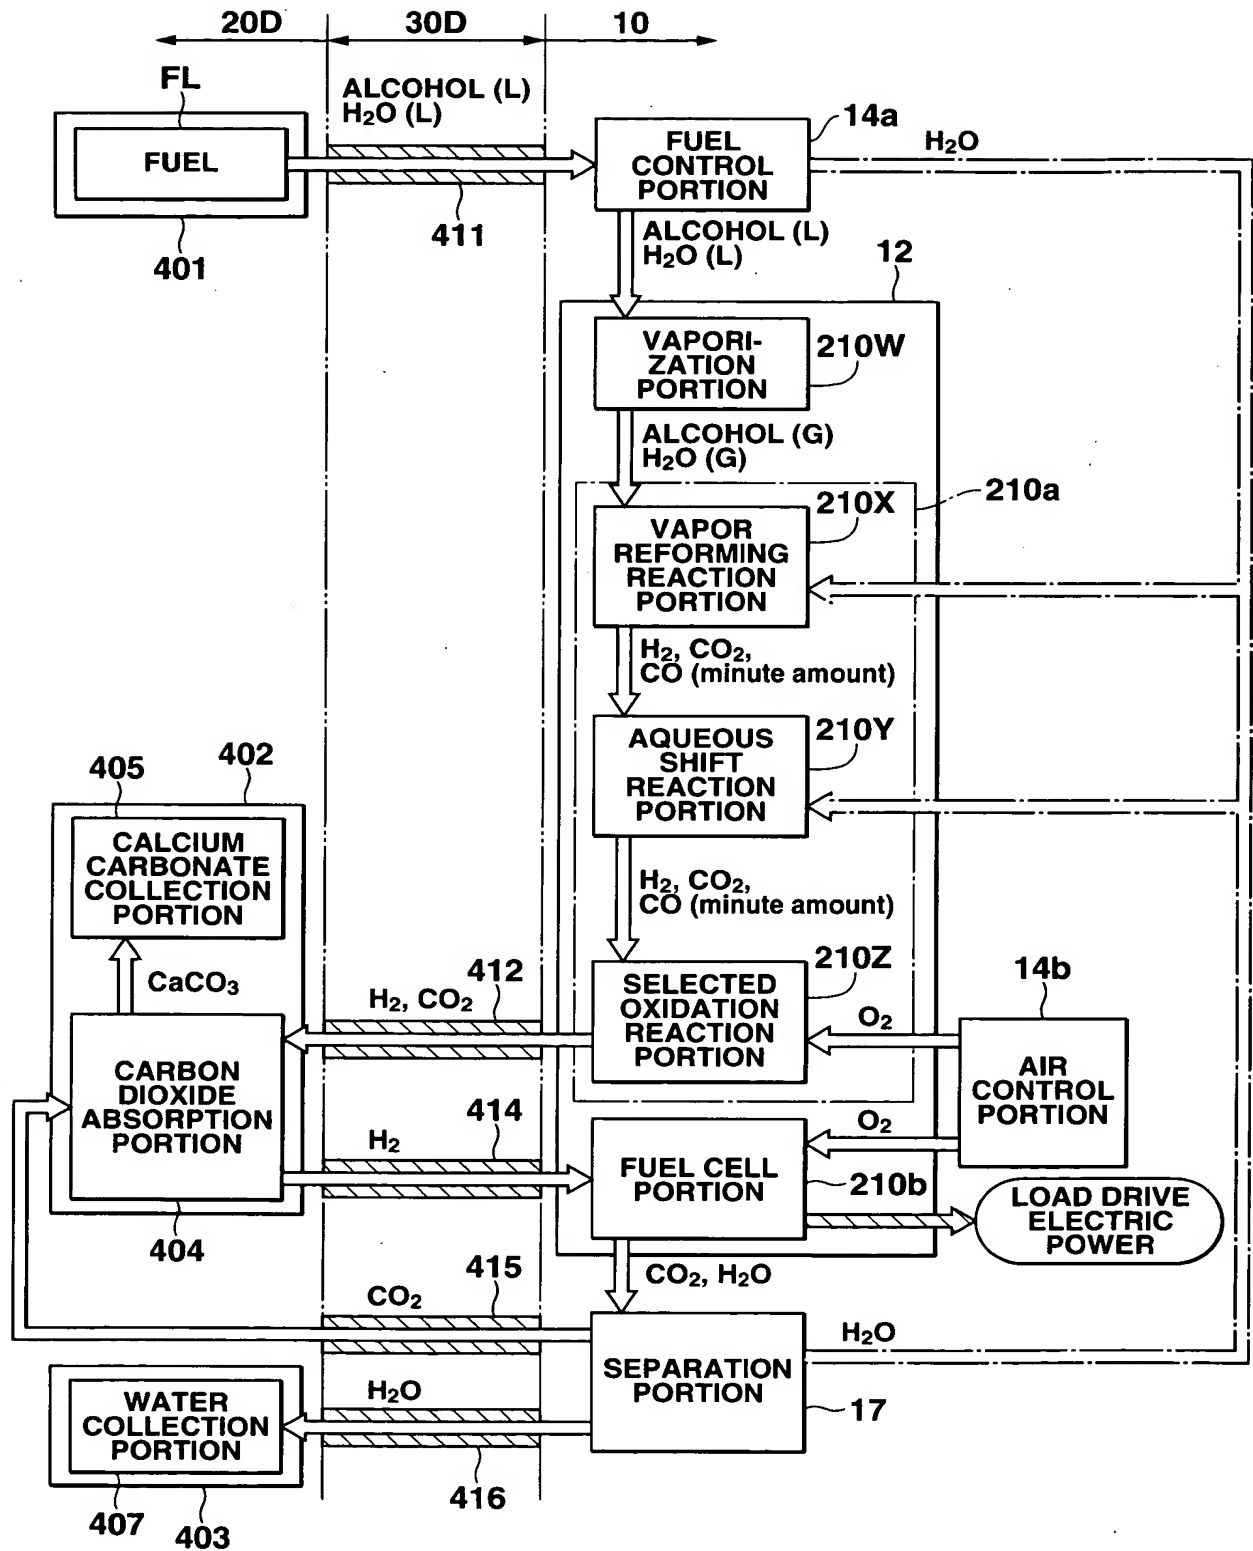 20D
30D
10
FL
ALCOHOL (L)
H₂O (L)
14a
FUEL
FUEL
CONTROL
PORTION
H₂O
411
401
ALCOHOL (L)
H₂O (L)
12
VAPORI-
ZATION
PORTION
210W
ALCOHOL (G)
H₂O (G)
210a
210X
VAPOR
REFORMING
REACTION
PORTION
H₂, CO₂,
CO (minute amount)
210Y
AQUEOUS
SHIFT
REACTION
PORTION
405
402
CALCIUM
CARBONATE
COLLECTION
PORTION
H₂, CO₂,
CO (minute amount)
CaCO₃
412
H₂, CO₂
210Z
SELECTED
OXIDATION
REACTION
PORTION
14b
O₂
AIR
CONTROL
PORTION
CARBON
DIOXIDE
ABSORPTION
PORTION
414
H₂
O₂
FUEL CELL
PORTION
210b
LOAD DRIVE
ELECTRIC
POWER
404
415
CO₂
CO₂, H₂O
H₂O
SEPARATION
PORTION
17
H₂O
WATER
COLLECTION
PORTION
416
407
403